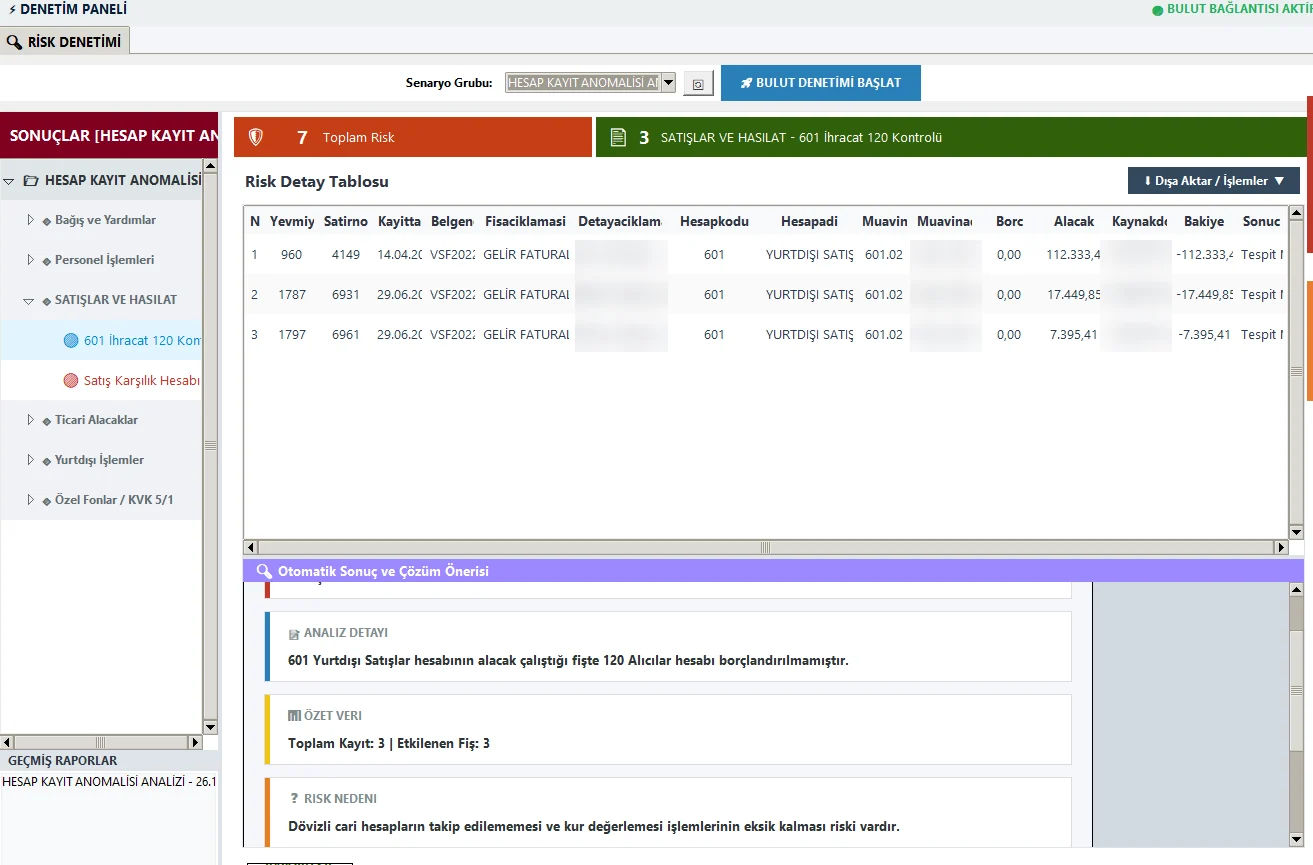 ⚡ DENETİM PANELİ
BULUT BAĞLANTISI AKTİF
RİSK DENETİMİ
Senaryo Grubu: HESAP KAYIT ANOMALİSİ AN
BULUT DENETİMİ BAŞLAT
SONUÇLAR [HESAP KAYIT AN
7 Toplam Risk
3 SATIŞLAR VE HASILAT - 601 İhracat 120 Kontrolü
HESAP KAYIT ANOMALİSİ
Bağış ve Yardımlar
Personel İşlemleri
SATIŞLAR VE HASILAT
601 İhracat 120 Kon
Satış Karşılık Hesabı
Ticari Alacaklar
Yurtdışı İşlemler
Özel Fonlar / KVK 5/1
GEÇMİŞ RAPORLAR
HESAP KAYIT ANOMALİSİ ANALİZİ - 26.1
Risk Detay Tablosu
⬇ Dışa Aktar / İşlemler ▼
N Yevmiy Satirno Kayitta Belgen Fisaciklamasi Detayaciklam Hesapkodu Hesapadi Muavin Muavinad Borc Alacak Kaynakdo Bakiye Sonuc
1 960 4149 14.04.20 VSF2022 GELİR FATURAL 601 YURTDIŞI SATIŞ 601.02 0,00 112.333,4 -112.333,4 Tespit
2 1787 6931 29.06.20 VSF2022 GELİR FATURAL 601 YURTDIŞI SATIŞ 601.02 0,00 17.449,85 -17.449,85 Tespit
3 1797 6961 29.06.20 VSF2022 GELİR FATURAL 601 YURTDIŞI SATIŞ 601.02 0,00 7.395,41 -7.395,41 Tespit
Otomatik Sonuç ve Çözüm Önerisi
ANALIZ DETAYI
601 Yurtdışı Satışlar hesabının alacak çalıştığı fişte 120 Alıcılar hesabı borçlandırılmamıştır.
ÖZET VERI
Toplam Kayıt: 3 | Etkilenen Fiş: 3
? RISK NEDENI
Dövizli cari hesapların takip edilememesi ve kur değerlemesi işlemlerinin eksik kalması riski vardır.